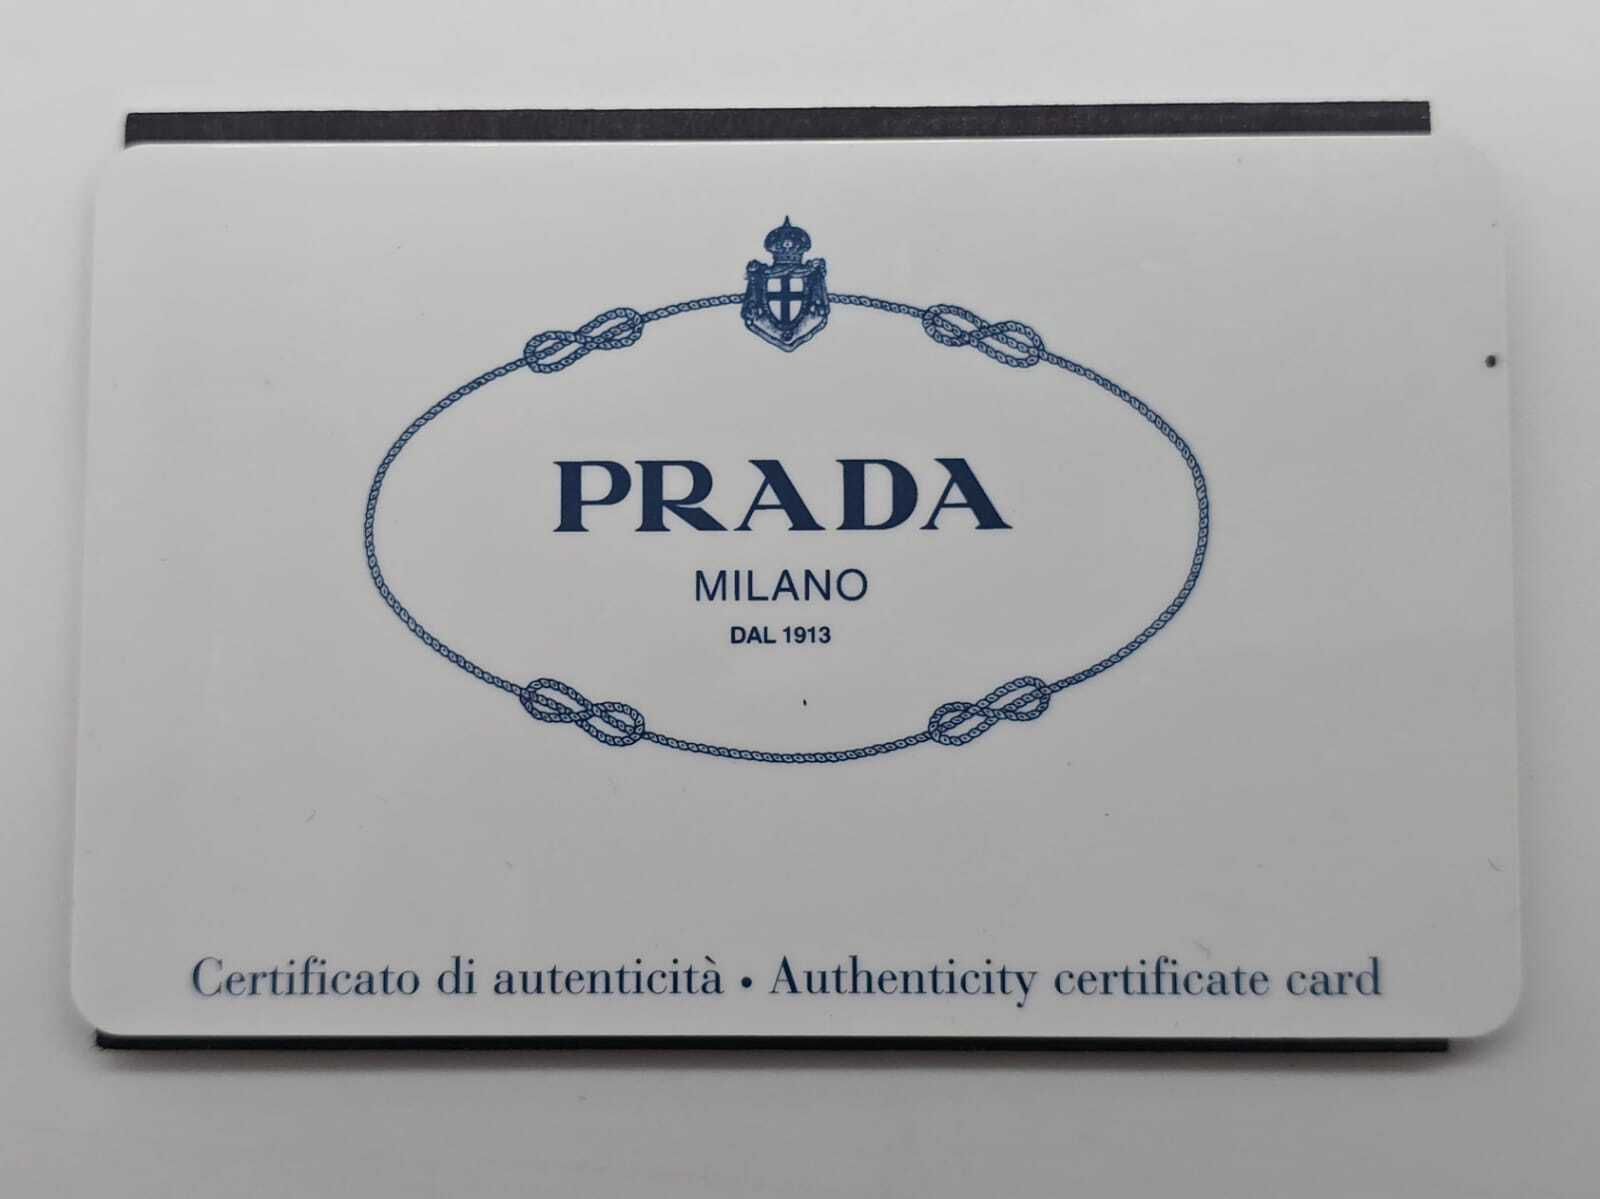 PRADA
MILANO
DAL 1913
Certificato di autenticità • Authenticity certificate card